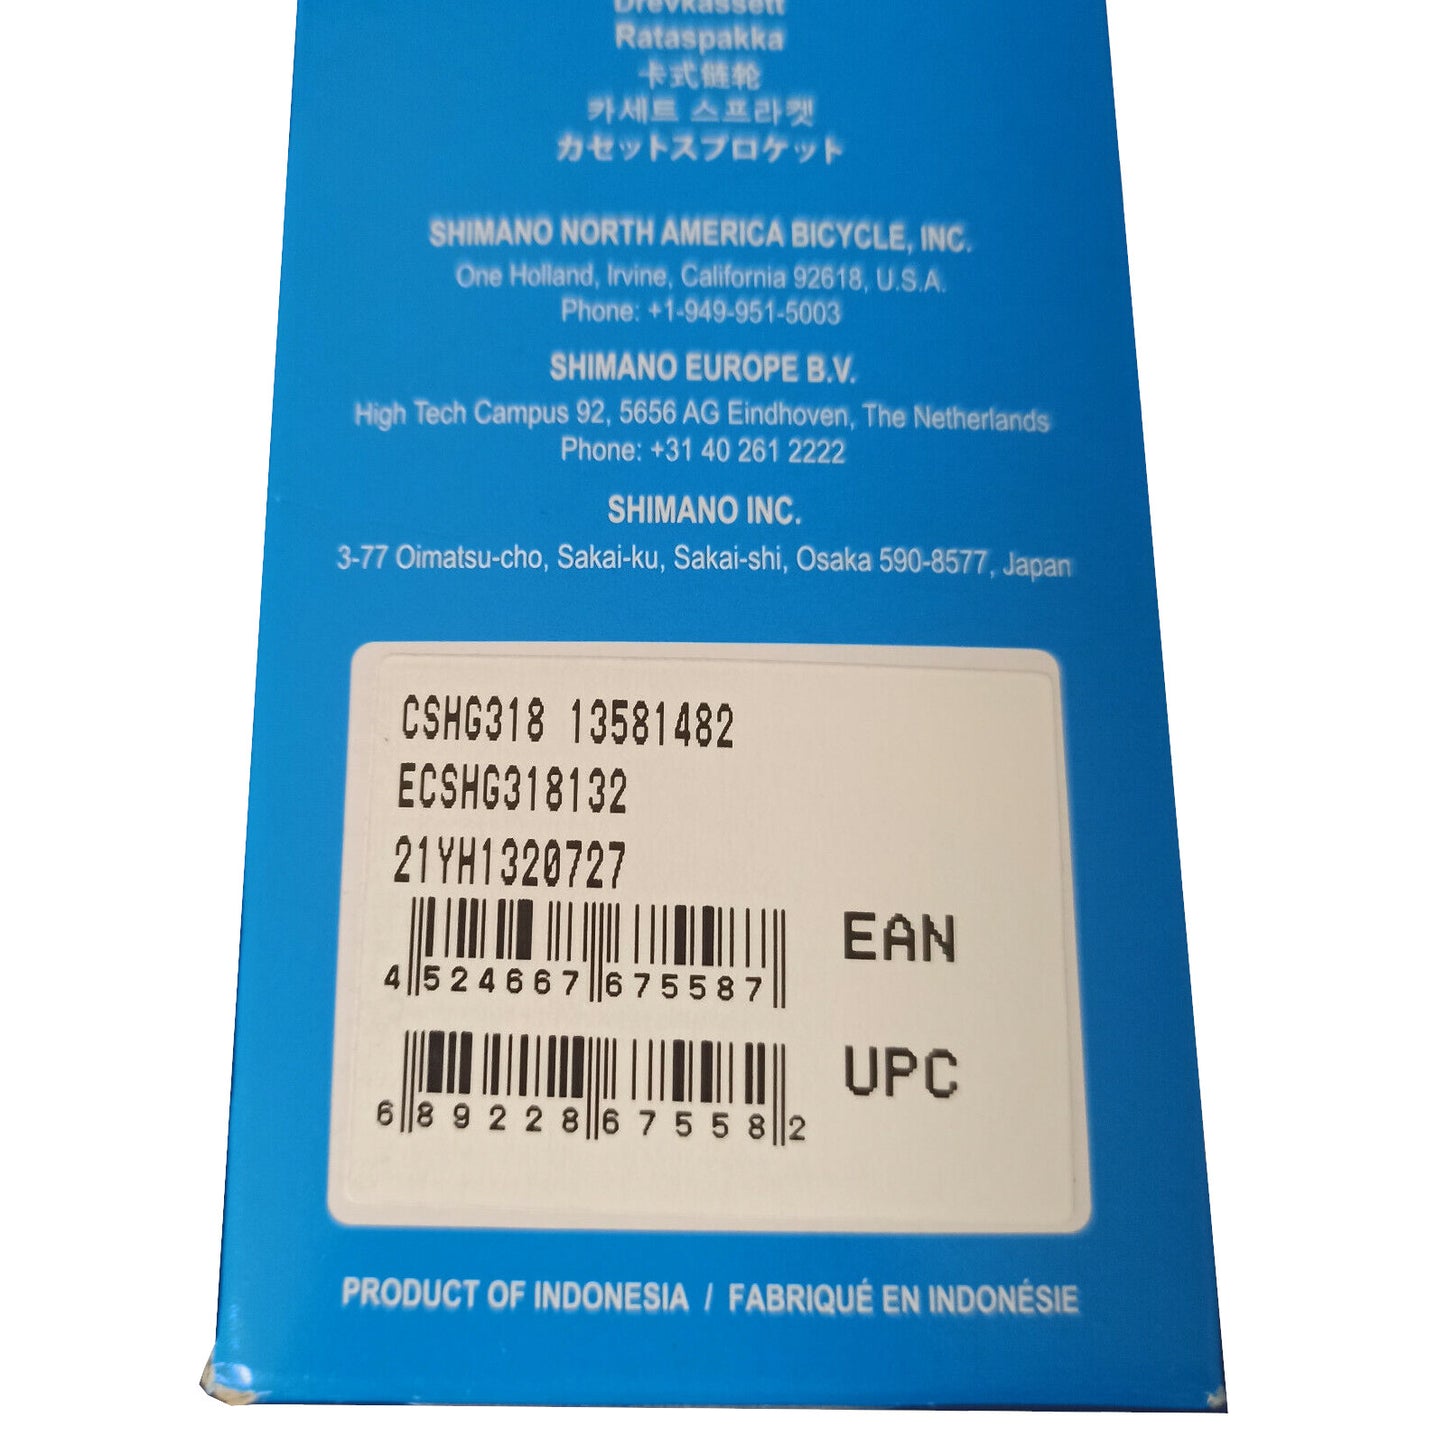 Drevkassett
Rataspakka
卡式链轮
카세트 스프라켓
カセットスプロケット
SHIMANO NORTH AMERICA BICYCLE, INC.
One Holland, Irvine, California 92618, U.S.A.
Phone: +1-949-951-5003
SHIMANO EUROPE B.V.
High Tech Campus 92, 5656 AG Eindhoven, The Netherlands
Phone: +31 40 261 2222
SHIMANO INC.
3-77 Oimatsu-cho, Sakai-ku, Sakai-shi, Osaka 590-8577, Japan
CSHG318 13581482
ECSHG318132
21YH1320727
4 524667 675587 EAN
6 89228 67558 2 UPC
PRODUCT OF INDONESIA / FABRIQUÉ EN INDONÉSIE